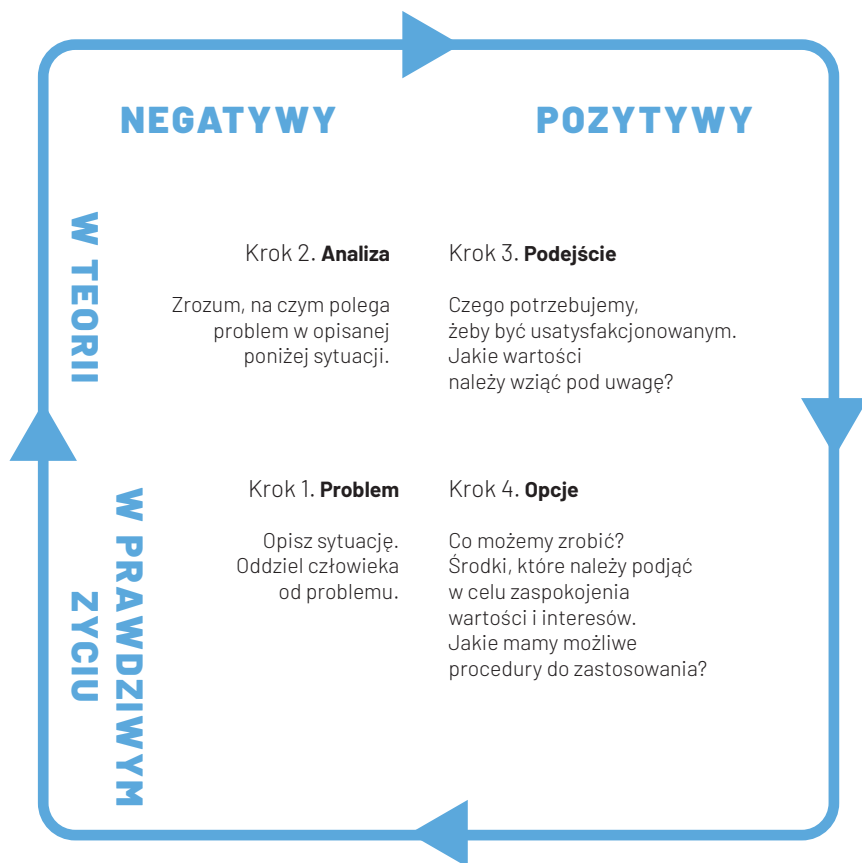 NEGATYWY
POZYTYWY
W TEORII
Krok 2. Analiza
Zrozum, na czym polega
problem w opisanej
poniżej sytuacji.
Krok 3. Podejście
Czego potrzebujemy,
żeby być usatysfakcjonowanym.
Jakie wartości
należy wziąć pod uwagę?
W PRAWDZIWYM
ŻYCIU
Krok 1. Problem
Opisz sytuację.
Oddziel człowieka
od problemu.
Krok 4. Opcje
Co możemy zrobić?
Środki, które należy podjąć
w celu zaspokojenia
wartości i interesów.
Jakie mamy możliwe
procedury do zastosowania?